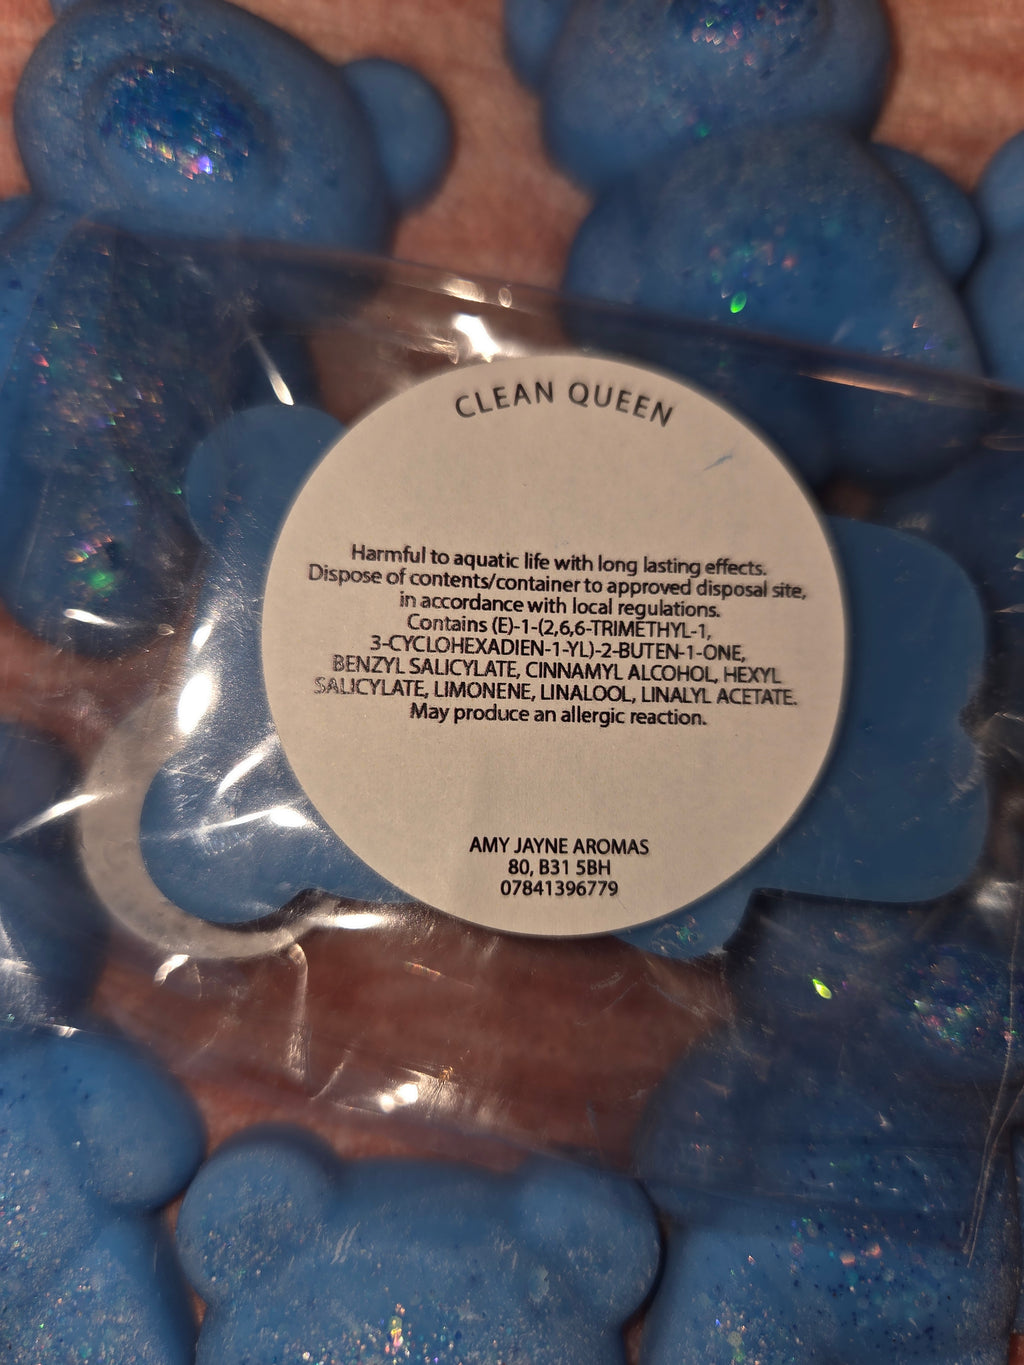 CLEAN QUEEN
Harmful to aquatic life with long lasting effects.
Dispose of contents/container to approved disposal site,
in accordance with local regulations.
Contains (E)-1-(2,6,6-TRIMETHYL-1,
3-CYCLOHEXADIEN-1-YL)-2-BUTEN-1-ONE,
BENZYL SALICYLATE, CINNAMYL ALCOHOL, HEXYL
SALICYLATE, LIMONENE, LINALOOL, LINALYL ACETATE.
May produce an allergic reaction.
AMY JAYNE AROMAS
80, B31 5BH
07841396779